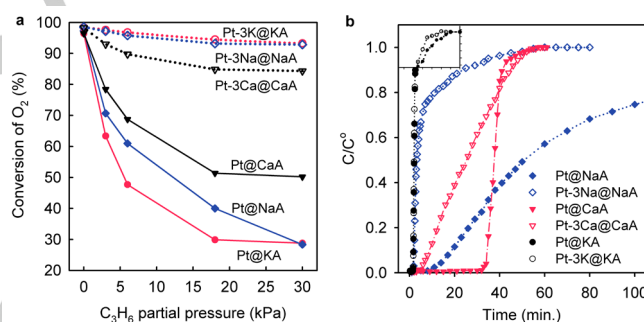 a
Conversion of O2 (%)
100
90
80
70
60
50
40
30
20
Pt-3K@KA
Pt-3Na@NaA
Pt-3Ca@CaA
Pt@CaA
Pt@NaA
Pt@KA
0 5 10 15 20 25 30
C3H6 partial pressure (kPa)
b
C/C°
1.0
0.8
0.6
0.4
0.2
0.0
Pt@NaA
Pt-3Na@NaA
Pt@CaA
Pt-3Ca@CaA
Pt@KA
Pt-3K@KA
0 20 40 60 80 100
Time (min.)